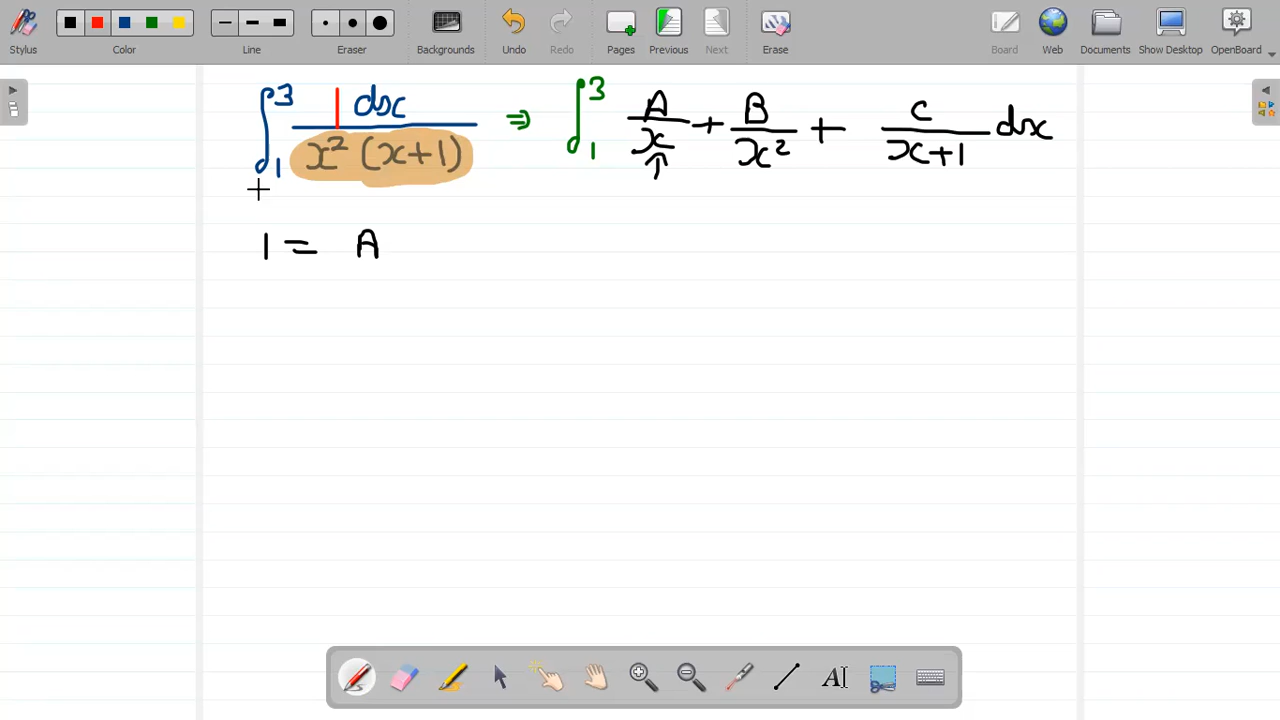 Stylus Color Line Eraser Backgrounds Undo Redo Pages Previous Next Erase Board Web Documents Show Desktop OpenBoard
∫₁³ 1 dx / x² (x+1) ⇒ ∫₁³ A/x + B/x² + C/x+1 dx
1 = A